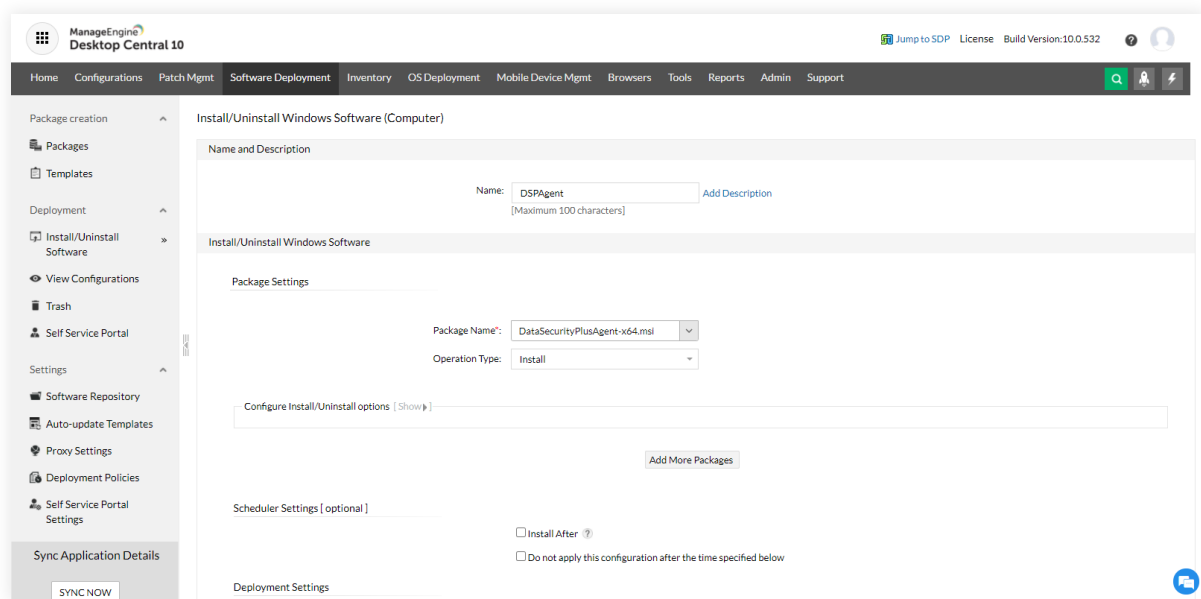 ManageEngine
Desktop Central 10
Jump to SDP License Build Version:10.0.532
Home Configurations Patch Mgmt Software Deployment Inventory OS Deployment Mobile Device Mgmt Browsers Tools Reports Admin Support
Package creation
Packages
Templates
Deployment
Install/Uninstall
Software
View Configurations
Trash
Self Service Portal
Settings
Software Repository
Auto-update Templates
Proxy Settings
Deployment Policies
Self Service Portal
Settings
Sync Application Details
SYNC NOW
Install/Uninstall Windows Software (Computer)
Name and Description
Name: DSPAgent Add Description
[Maximum 100 characters]
Install/Uninstall Windows Software
Package Settings
Package Name*: DataSecurityPlusAgent-x64.msi
Operation Type: Install
Configure Install/Uninstall options [ Show ]
Add More Packages
Scheduler Settings [ optional ]
Install After ?
Do not apply this configuration after the time specified below
Deployment Settings